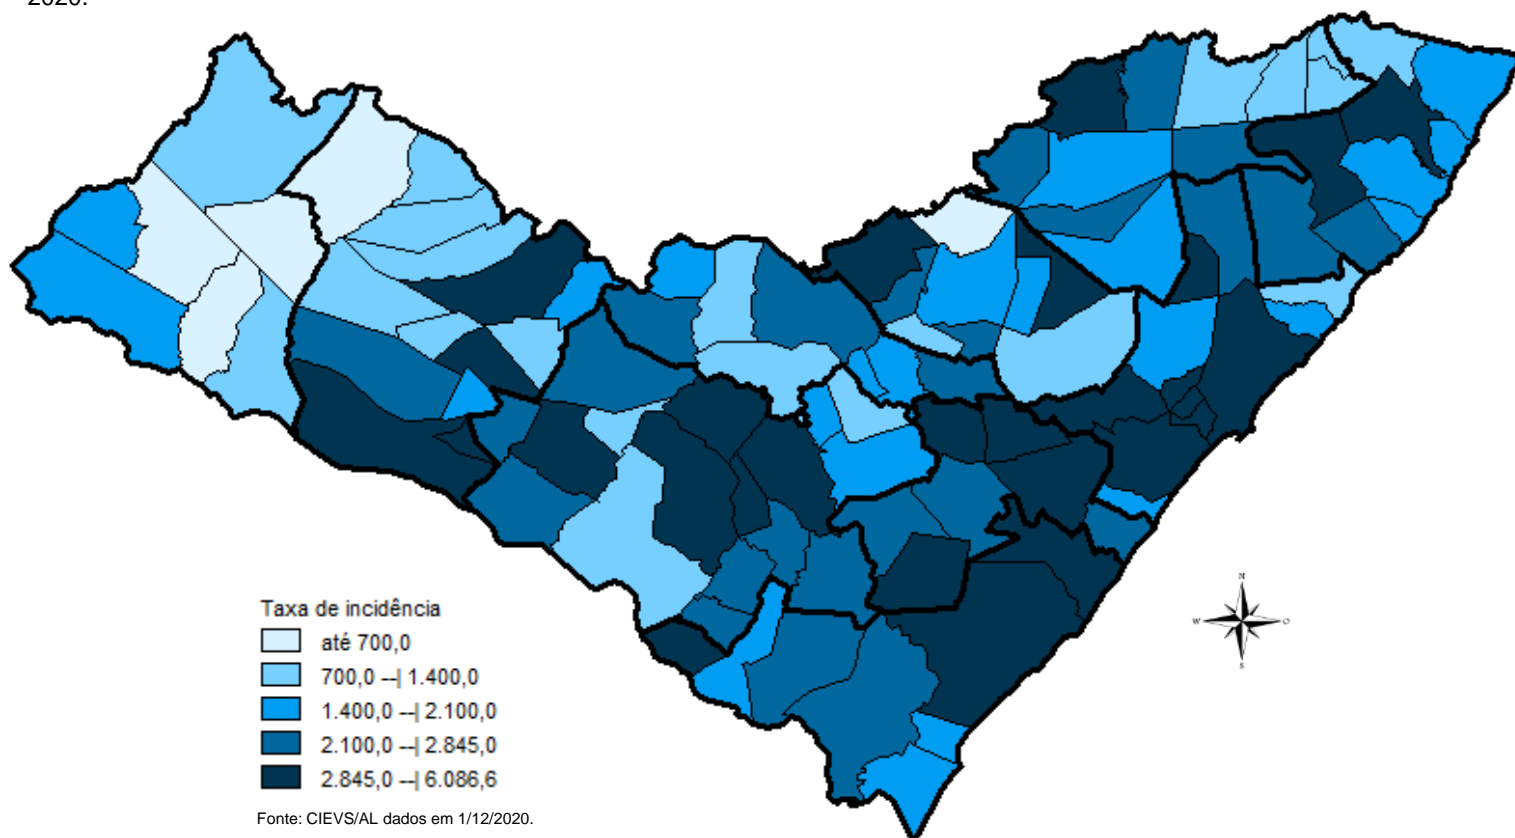 2020.
N
W
O
S
Taxa de incidência
até 700,0
700,0 --| 1.400,0
1.400,0 --| 2.100,0
2.100,0 --| 2.845,0
2.845,0 --| 6.086,6
Fonte: CIEVS/AL dados em 1/12/2020.